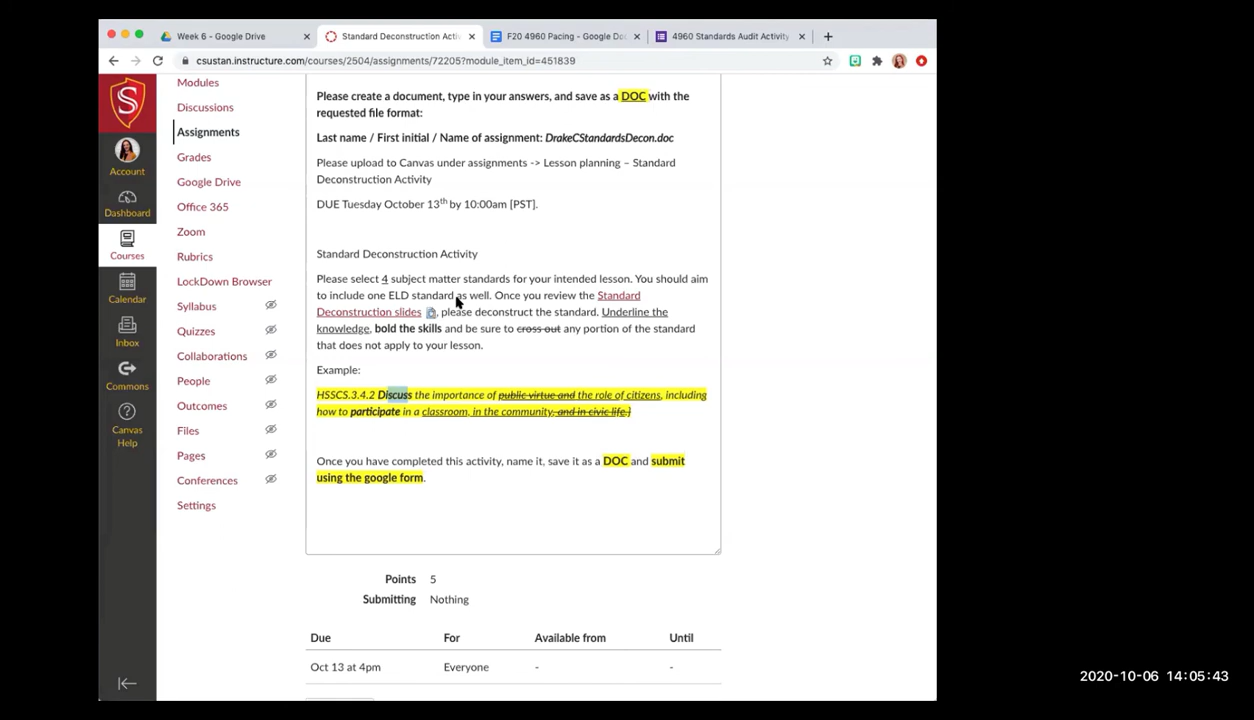 Week 6 - Google Drive
Standard Deconstruction Activ
F20 4960 Pacing - Google Doc
4960 Standards Audit Activity
csustan.instructure.com/courses/2504/assignments/72205?module_item_id=451839
Account
Dashboard
Courses
Calendar
Inbox
Commons
Canvas
Help
Modules
Discussions
Assignments
Grades
Google Drive
Office 365
Zoom
Rubrics
LockDown Browser
Syllabus
Quizzes
Collaborations
People
Outcomes
Files
Pages
Conferences
Settings
Please create a document, type in your answers, and save as a DOC with the
requested file format:
Last name / First initial / Name of assignment: DrakeCStandardsDecon.doc
Please upload to Canvas under assignments -> Lesson planning – Standard
Deconstruction Activity
DUE Tuesday October 13th by 10:00am [PST].
Standard Deconstruction Activity
Please select 4 subject matter standards for your intended lesson. You should aim
to include one ELD standard as well. Once you review the Standard
Deconstruction slides , please deconstruct the standard. Underline the
knowledge, bold the skills and be sure to cross out any portion of the standard
that does not apply to your lesson.
Example:
HSSCS.3.4.2 Discuss the importance of public virtue and the role of citizens, including
how to participate in a classroom, in the community, and in civic life.]
Once you have completed this activity, name it, save it as a DOC and submit
using the google form.
Points 5
Submitting Nothing
Due For Available from Until
Oct 13 at 4pm Everyone - -
2020-10-06 14:05:43